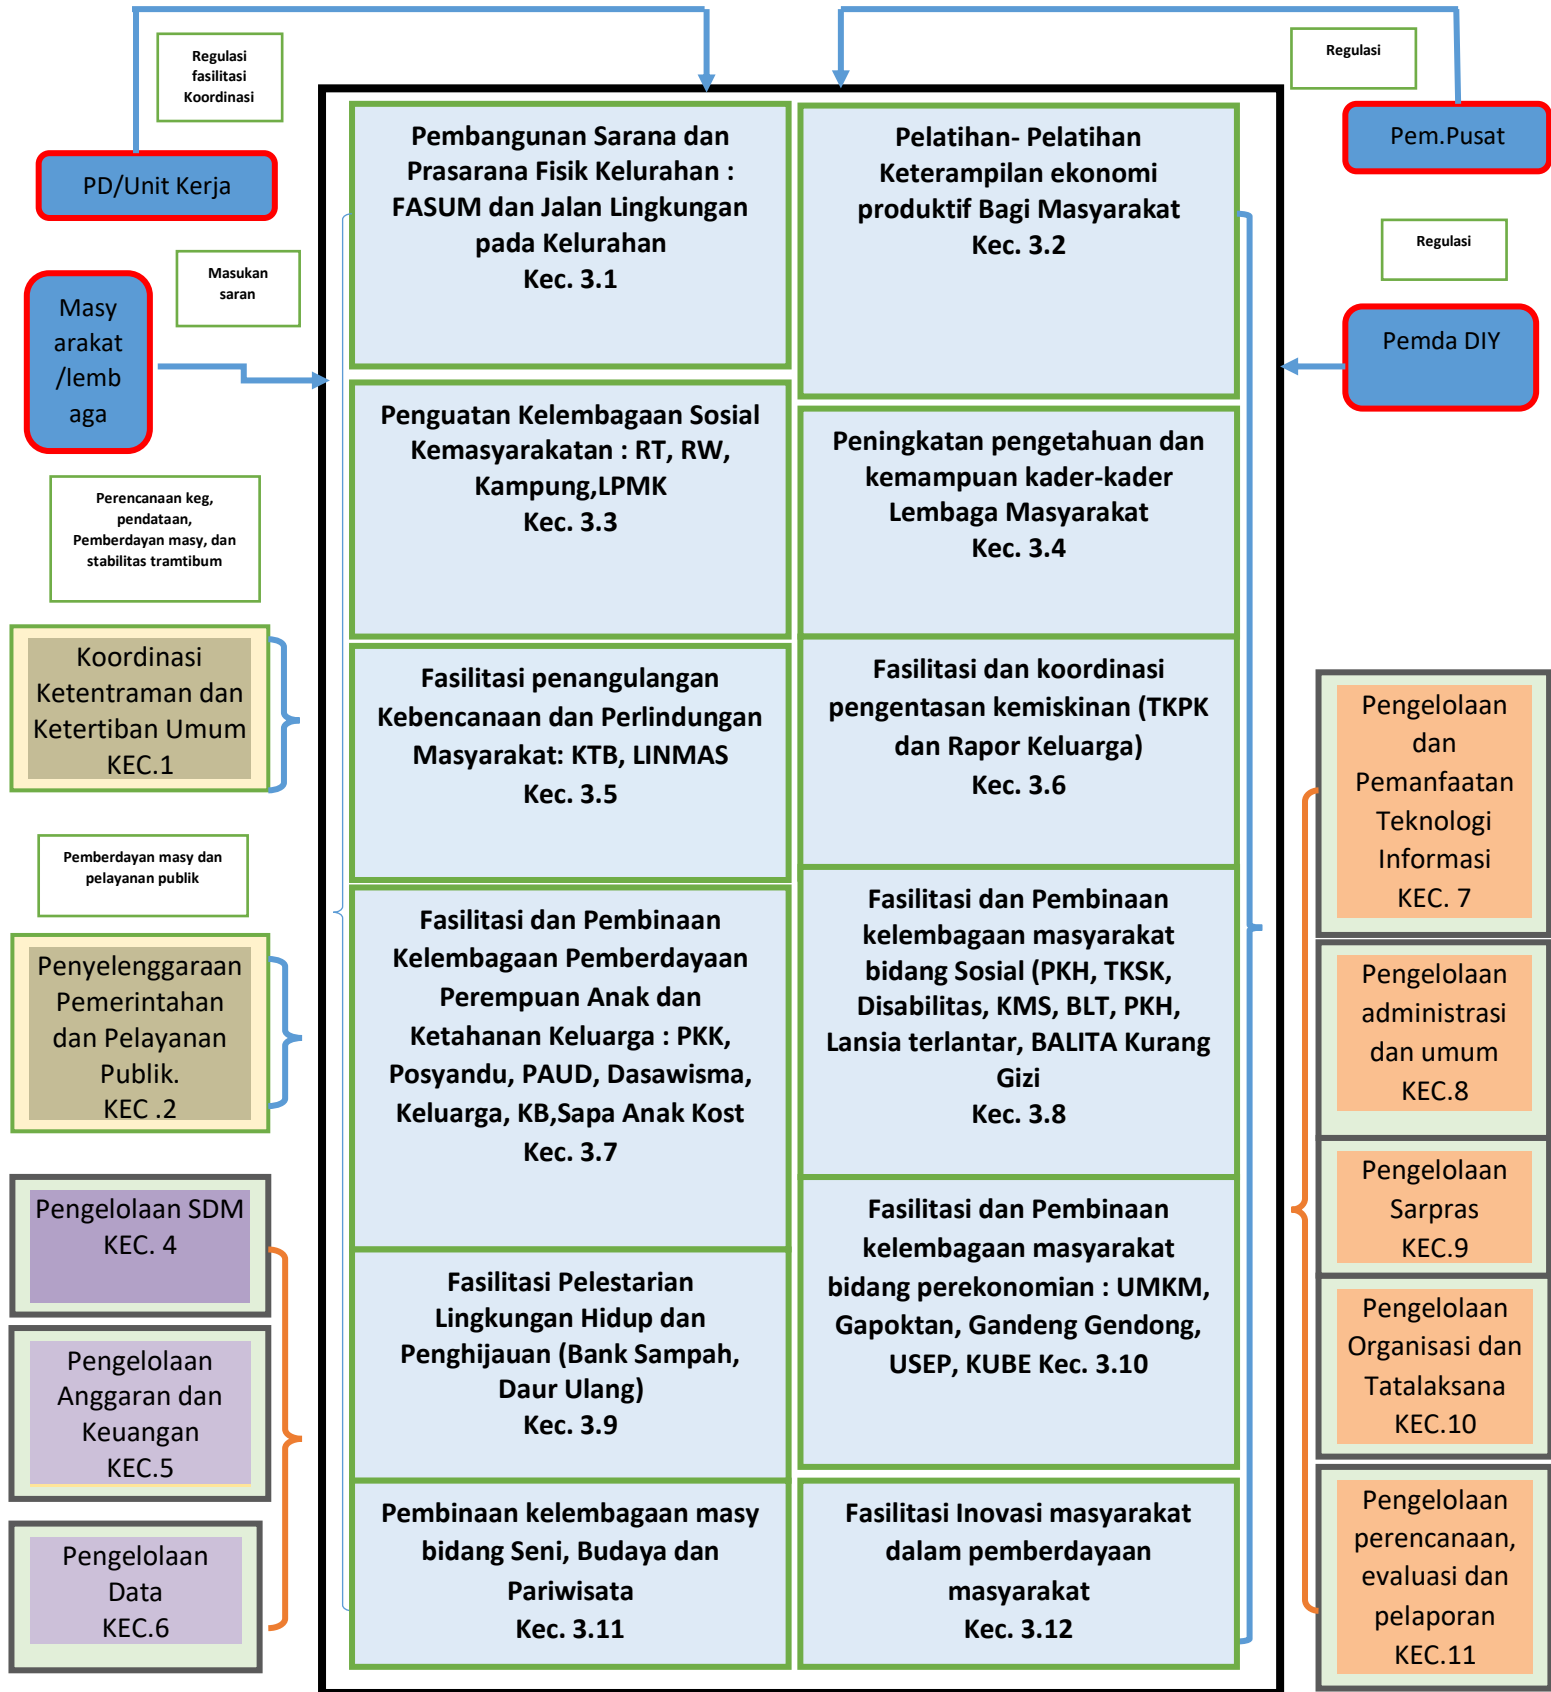 Regulasi
fasilitasi
Koordinasi
PD/Unit Kerja
Masukan
saran
Masy
arakat
/lemb
aga
Perencanaan keg,
pendataan,
Pemberdayan masy, dan
stabilitas tramtibum
Koordinasi
Ketentraman dan
Ketertiban Umum
KEC.1
Pemberdayan masy dan
pelayanan publik
Penyelenggaraan
Pemerintahan
dan Pelayanan
Publik.
KEC .2
Pengelolaan SDM
KEC. 4
Pengelolaan
Anggaran dan
Keuangan
KEC.5
Pengelolaan
Data
KEC.6
Pembangunan Sarana dan
Prasarana Fisik Kelurahan :
FASUM dan Jalan Lingkungan
pada Kelurahan
Kec. 3.1
Pelatihan- Pelatihan
Keterampilan ekonomi
produktif Bagi Masyarakat
Kec. 3.2
Penguatan Kelembagaan Sosial
Kemasyarakatan : RT, RW,
Kampung,LPMK
Kec. 3.3
Peningkatan pengetahuan dan
kemampuan kader-kader
Lembaga Masyarakat
Kec. 3.4
Fasilitasi penangulangan
Kebencanaan dan Perlindungan
Masyarakat: KTB, LINMAS
Kec. 3.5
Fasilitasi dan koordinasi
pengentasan kemiskinan (TKPK
dan Rapor Keluarga)
Kec. 3.6
Fasilitasi dan Pembinaan
Kelembagaan Pemberdayaan
Perempuan Anak dan
Ketahanan Keluarga : PKK,
Posyandu, PAUD, Dasawisma,
Keluarga, KB,Sapa Anak Kost
Kec. 3.7
Fasilitasi dan Pembinaan
kelembagaan masyarakat
bidang Sosial (PKH, TKSK,
Disabilitas, KMS, BLT, PKH,
Lansia terlantar, BALITA Kurang
Gizi
Kec. 3.8
Fasilitasi Pelestarian
Lingkungan Hidup dan
Penghijauan (Bank Sampah,
Daur Ulang)
Kec. 3.9
Fasilitasi dan Pembinaan
kelembagaan masyarakat
bidang perekonomian : UMKM,
Gapoktan, Gandeng Gendong,
USEP, KUBE Kec. 3.10
Pembinaan kelembagaan masy
bidang Seni, Budaya dan
Pariwisata
Kec. 3.11
Fasilitasi Inovasi masyarakat
dalam pemberdayaan
masyarakat
Kec. 3.12
Regulasi
Pem.Pusat
Regulasi
Pemda DIY
Pengelolaan
dan
Pemanfaatan
Teknologi
Informasi
KEC. 7
Pengelolaan
administrasi
dan umum
KEC.8
Pengelolaan
Sarpras
KEC.9
Pengelolaan
Organisasi dan
Tatalaksana
KEC.10
Pengelolaan
perencanaan,
evaluasi dan
pelaporan
KEC.11